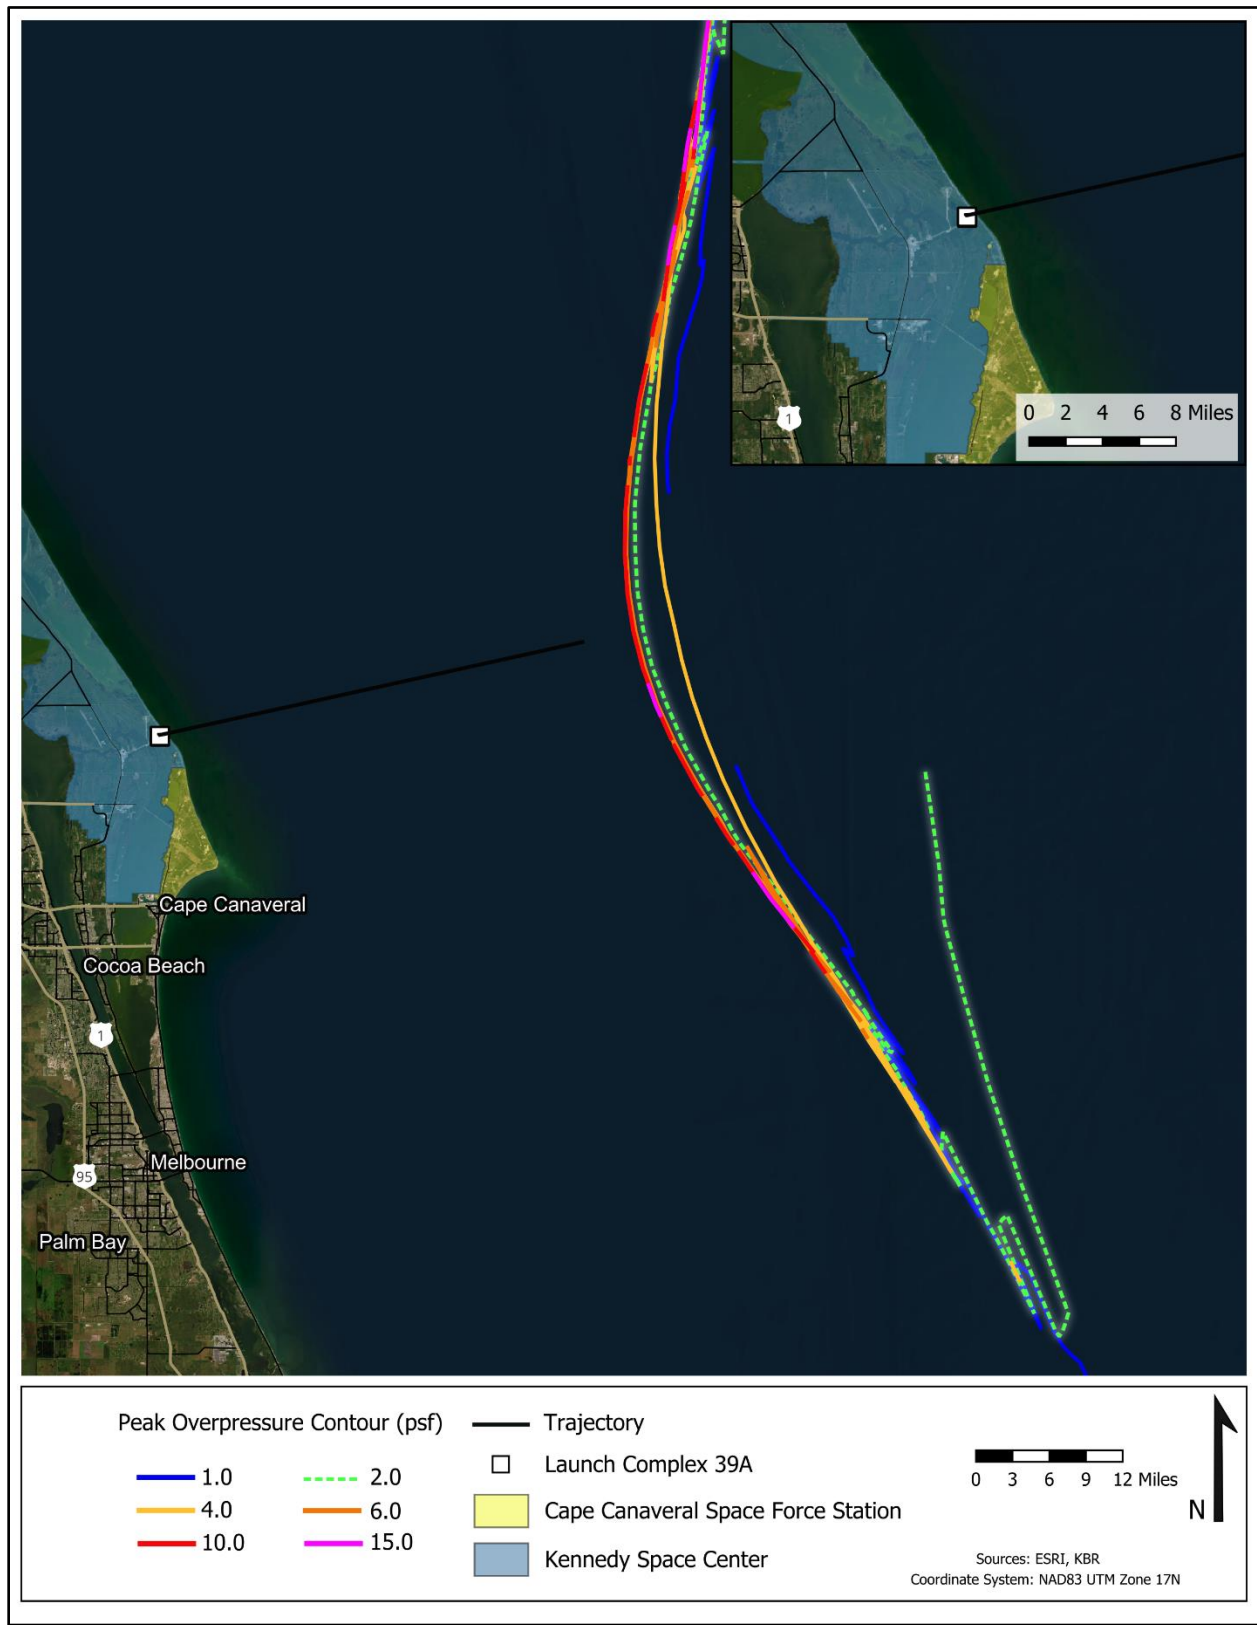 0 2 4 6 8 Miles
1
Cape Canaveral
Cocoa Beach
1
Melbourne
95
Palm Bay
Peak Overpressure Contour (psf)
1.0
2.0
4.0
6.0
10.0
15.0
Trajectory
Launch Complex 39A
Cape Canaveral Space Force Station
Kennedy Space Center
0 3 6 9 12 Miles
N
Sources: ESRI, KBR
Coordinate System: NAD83 UTM Zone 17N